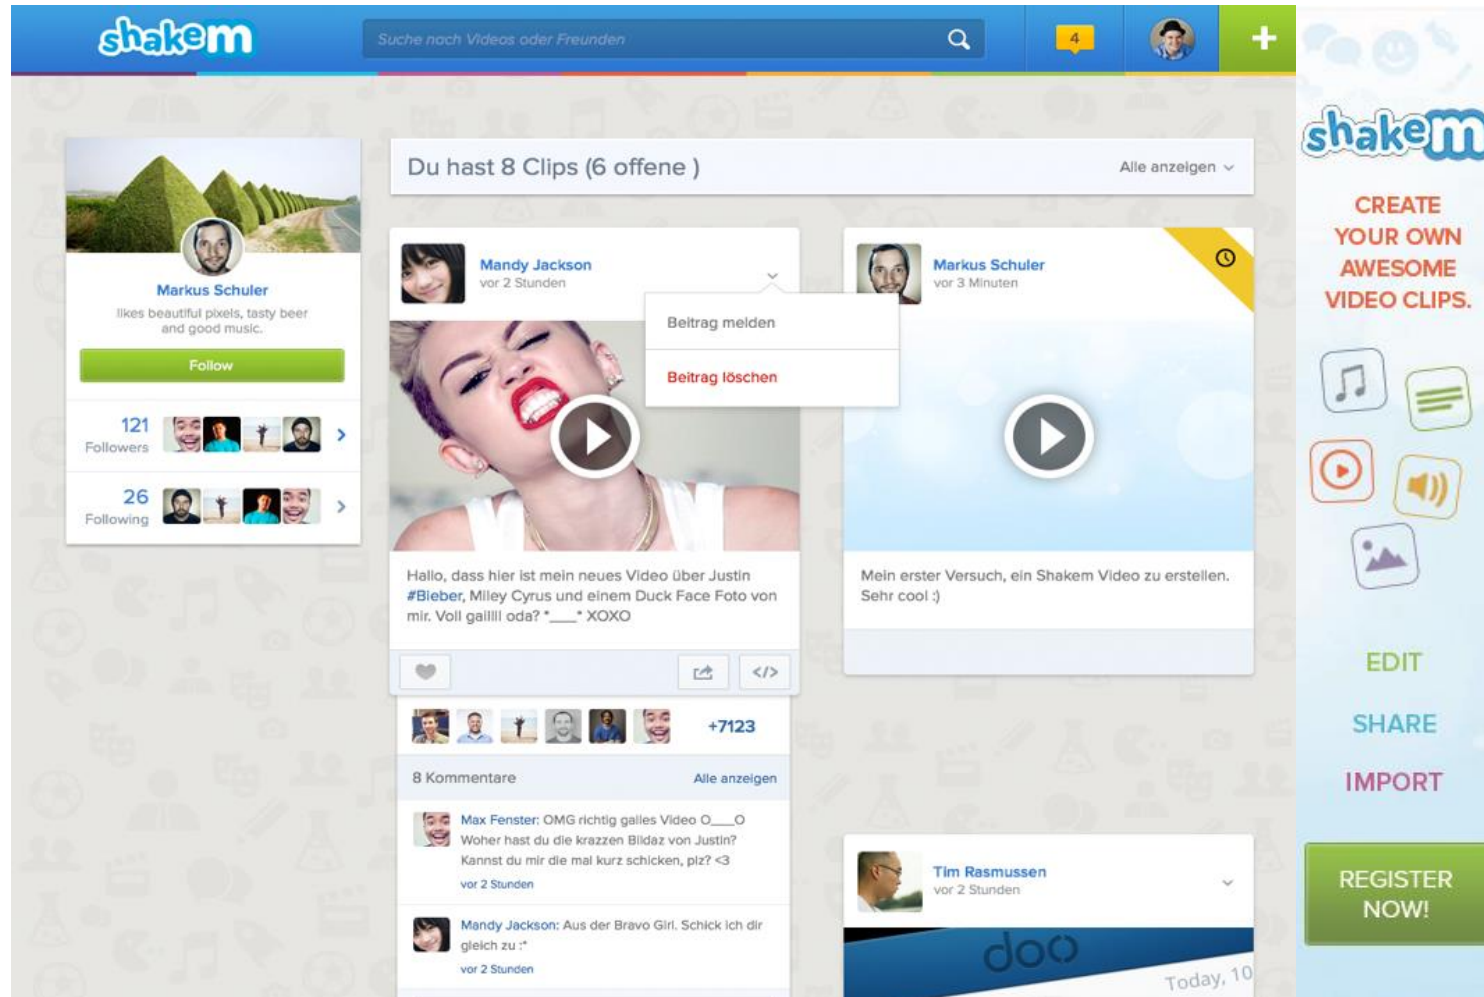 shakem
Suche nach Videos oder Freunden
4
Markus Schuler
likes beautiful pixels, tasty beer
and good music.
Follow
121
Followers
26
Following
Du hast 8 Clips (6 offene )
Alle anzeigen
Mandy Jackson
vor 2 Stunden
Beitrag melden
Beitrag löschen
Hallo, dass hier ist mein neues Video über Justin
#Bieber, Miley Cyrus und einem Duck Face Foto von
mir. Voll gaillll oda? *___* XOXO
</>
+7123
8 Kommentare
Alle anzeigen
Max Fenster: OMG richtig galles Video O___O
Woher hast du die krazzen Bildaz von Justin?
Kannst du mir die mal kurz schicken, plz? <3
vor 2 Stunden
Mandy Jackson: Aus der Bravo Girl. Schick ich dir
gleich zu :*
vor 2 Stunden
Markus Schuler
vor 3 Minuten
Mein erster Versuch, ein Shakem Video zu erstellen.
Sehr cool :)
Tim Rasmussen
vor 2 Stunden
doo
Today, 10
shakem
CREATE
YOUR OWN
AWESOME
VIDEO CLIPS.
EDIT
SHARE
IMPORT
REGISTER
NOW!